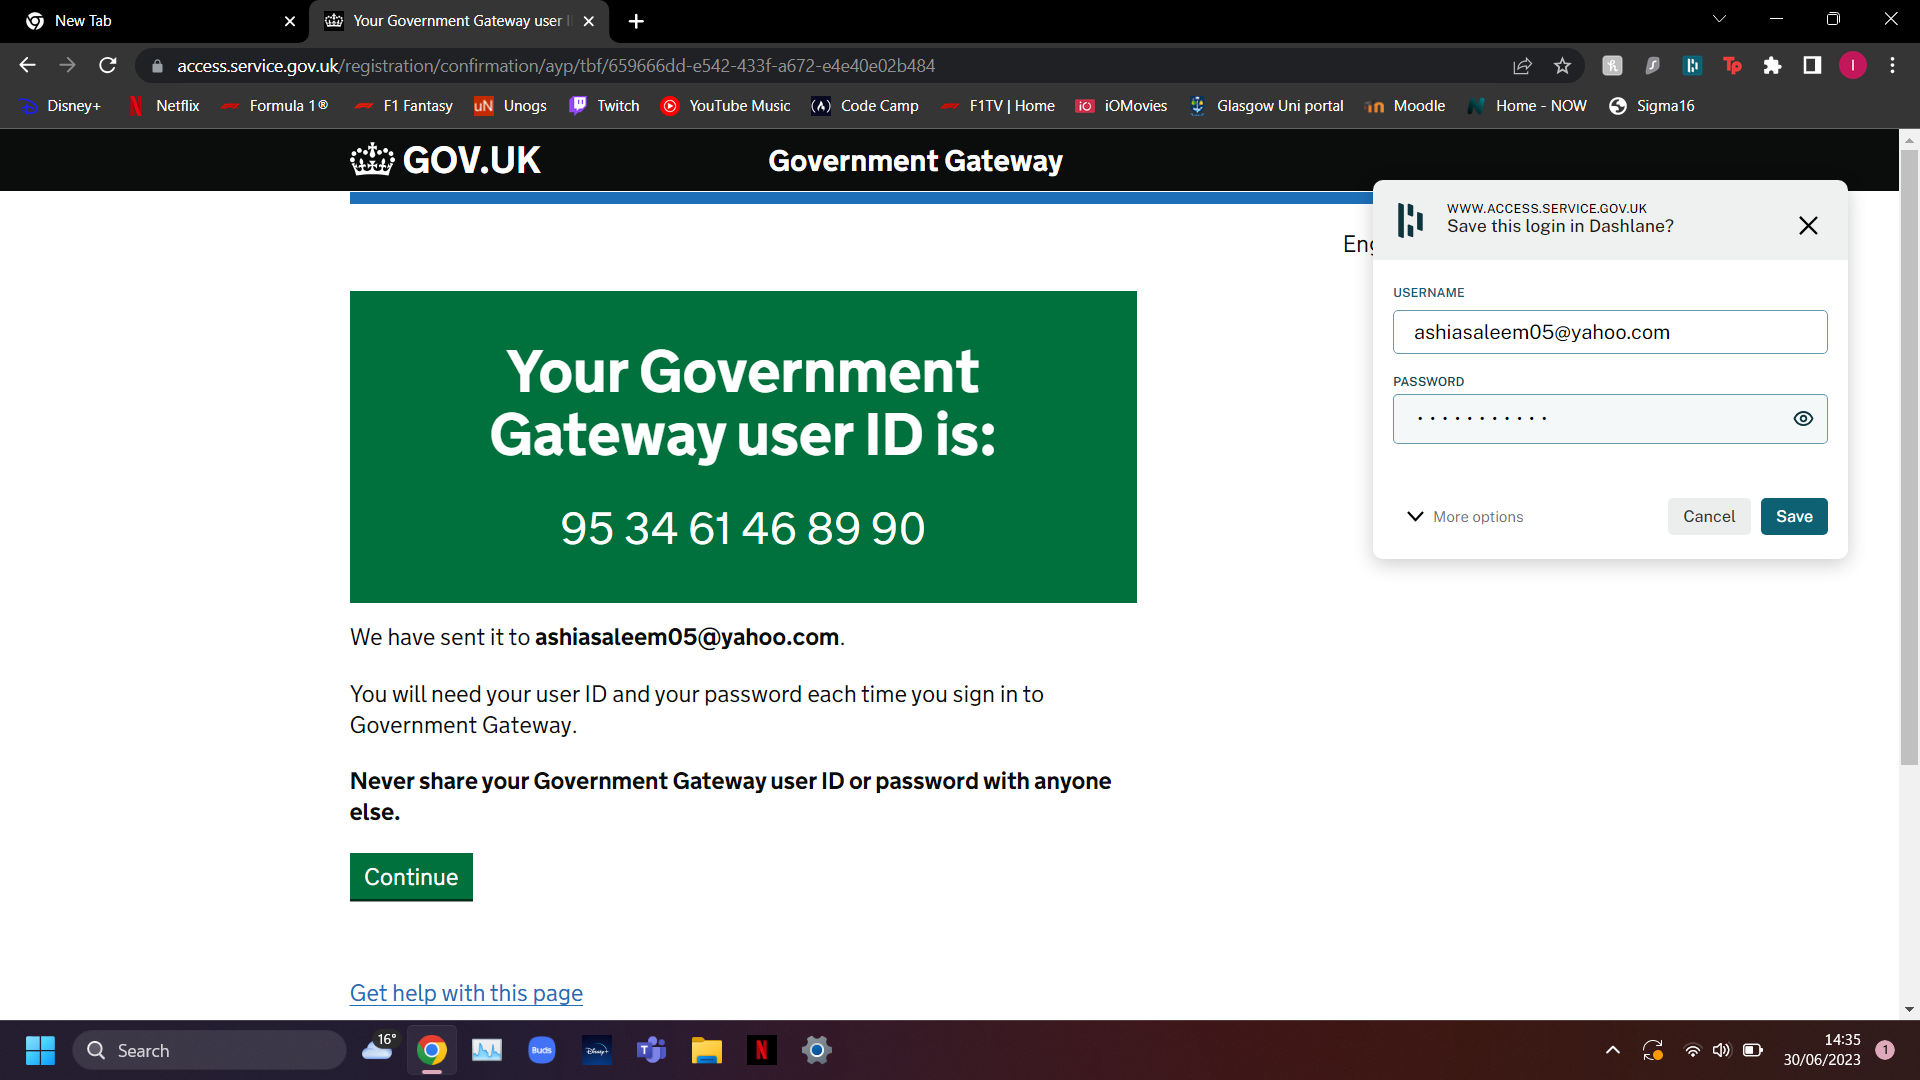 New Tab
Your Government Gateway user I
access.service.gov.uk/registration/confirmation/ayp/tbf/659666dd-e542-433f-a672-e4e40e02b484
Disney+ Netflix Formula 1® F1 Fantasy uN Unogs Twitch YouTube Music (A) Code Camp F1TV | Home iO iOMovies Glasgow Uni portal Moodle Home - NOW Sigma16
GOV.UK Government Gateway
WWW.ACCESS.SERVICE.GOV.UK
Save this login in Dashlane?
Eng
USERNAME
ashiasaleem05@yahoo.com
PASSWORD
More options Cancel Save
Your Government
Gateway user ID is:
95 34 61 46 89 90
We have sent it to ashiasaleem05@yahoo.com.
You will need your user ID and your password each time you sign in to
Government Gateway.
Never share your Government Gateway user ID or password with anyone
else.
Continue
Get help with this page
Search 16° Buds Disney+ T N 14:35
30/06/2023 1